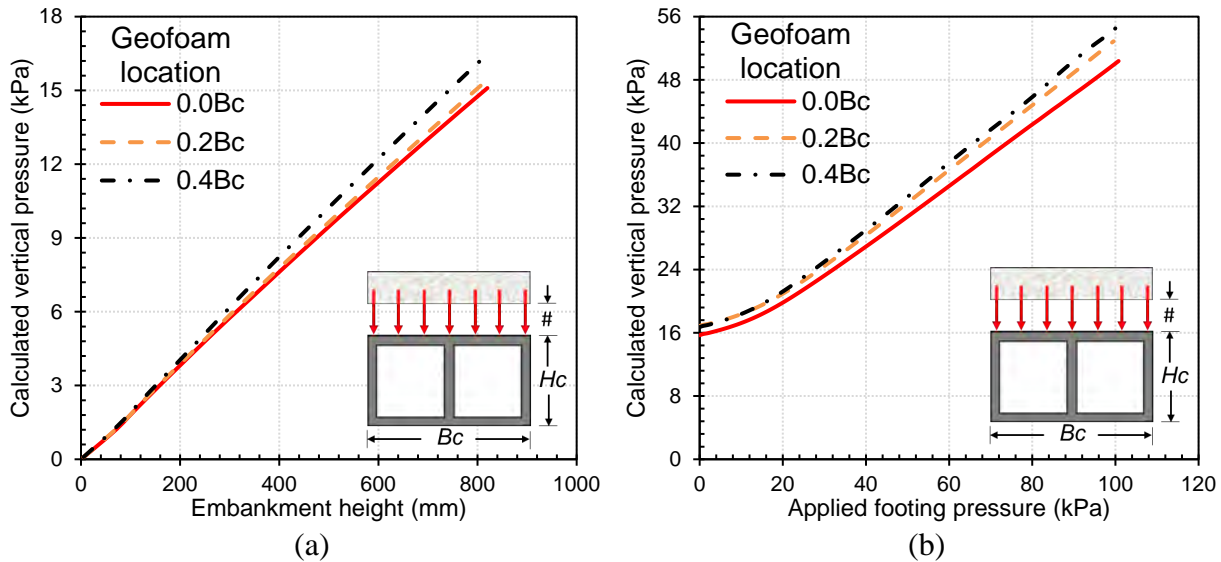 18
15
12
9
6
3
0
Calculated vertical pressure (kPa)
Geofoam
location
0.0Bc
0.2Bc
0.4Bc
#
Hc
Bc
0 200 400 600 800 1000
Embankment height (mm)
(a)
56
48
40
32
24
16
8
0
Calculated vertical pressure (kPa)
Geofoam
location
0.0Bc
0.2Bc
0.4Bc
#
Hc
Bc
0 20 40 60 80 100 120
Applied footing pressure (kPa)
(b)